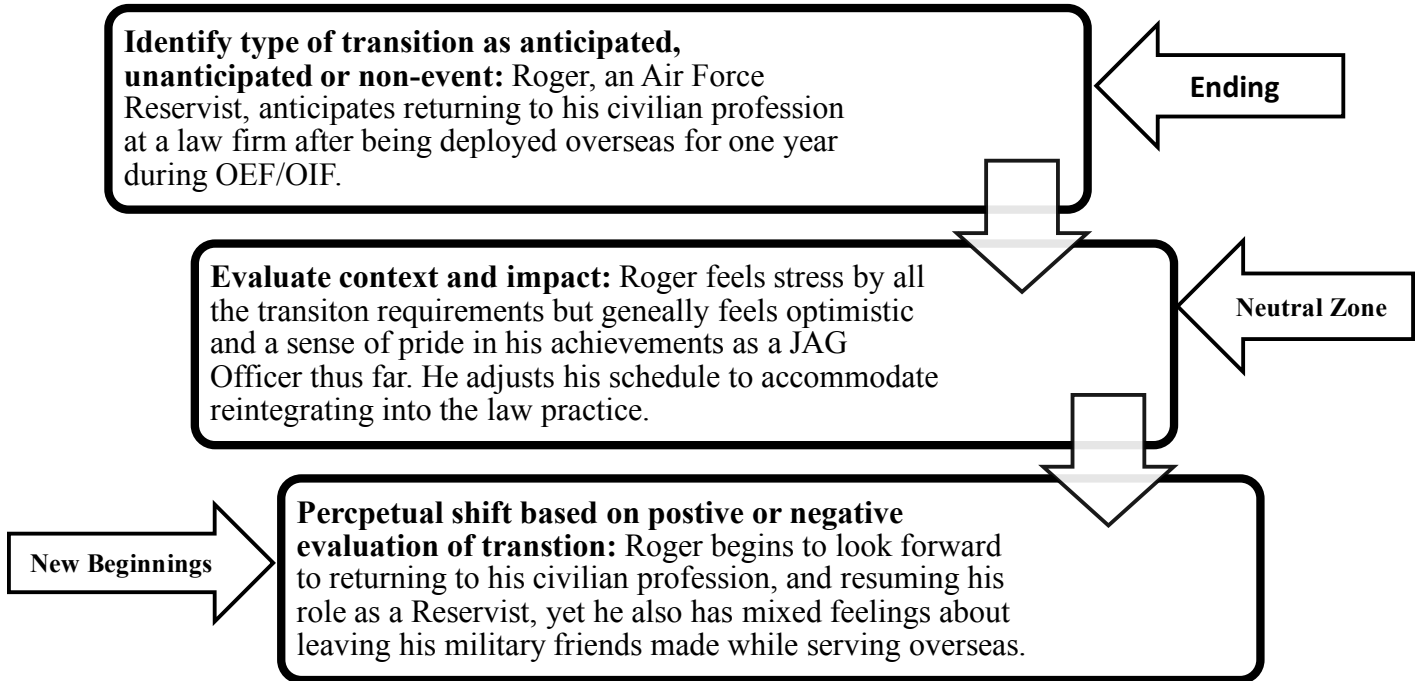 Identify type of transition as anticipated,
unanticipated or non-event: Roger, an Air Force
Reservist, anticipates returning to his civilian profession
at a law firm after being deployed overseas for one year
during OEF/OIF.
Ending
Evaluate context and impact: Roger feels stress by all
the transiton requirements but geneally feels optimistic
and a sense of pride in his achievements as a JAG
Officer thus far. He adjusts his schedule to accommodate
reintegrating into the law practice.
Neutral Zone
New Beginnings
Percpetual shift based on postive or negative
evaluation of transtion: Roger begins to look forward
to returning to his civilian profession, and resuming his
role as a Reservist, yet he also has mixed feelings about
leaving his military friends made while serving overseas.